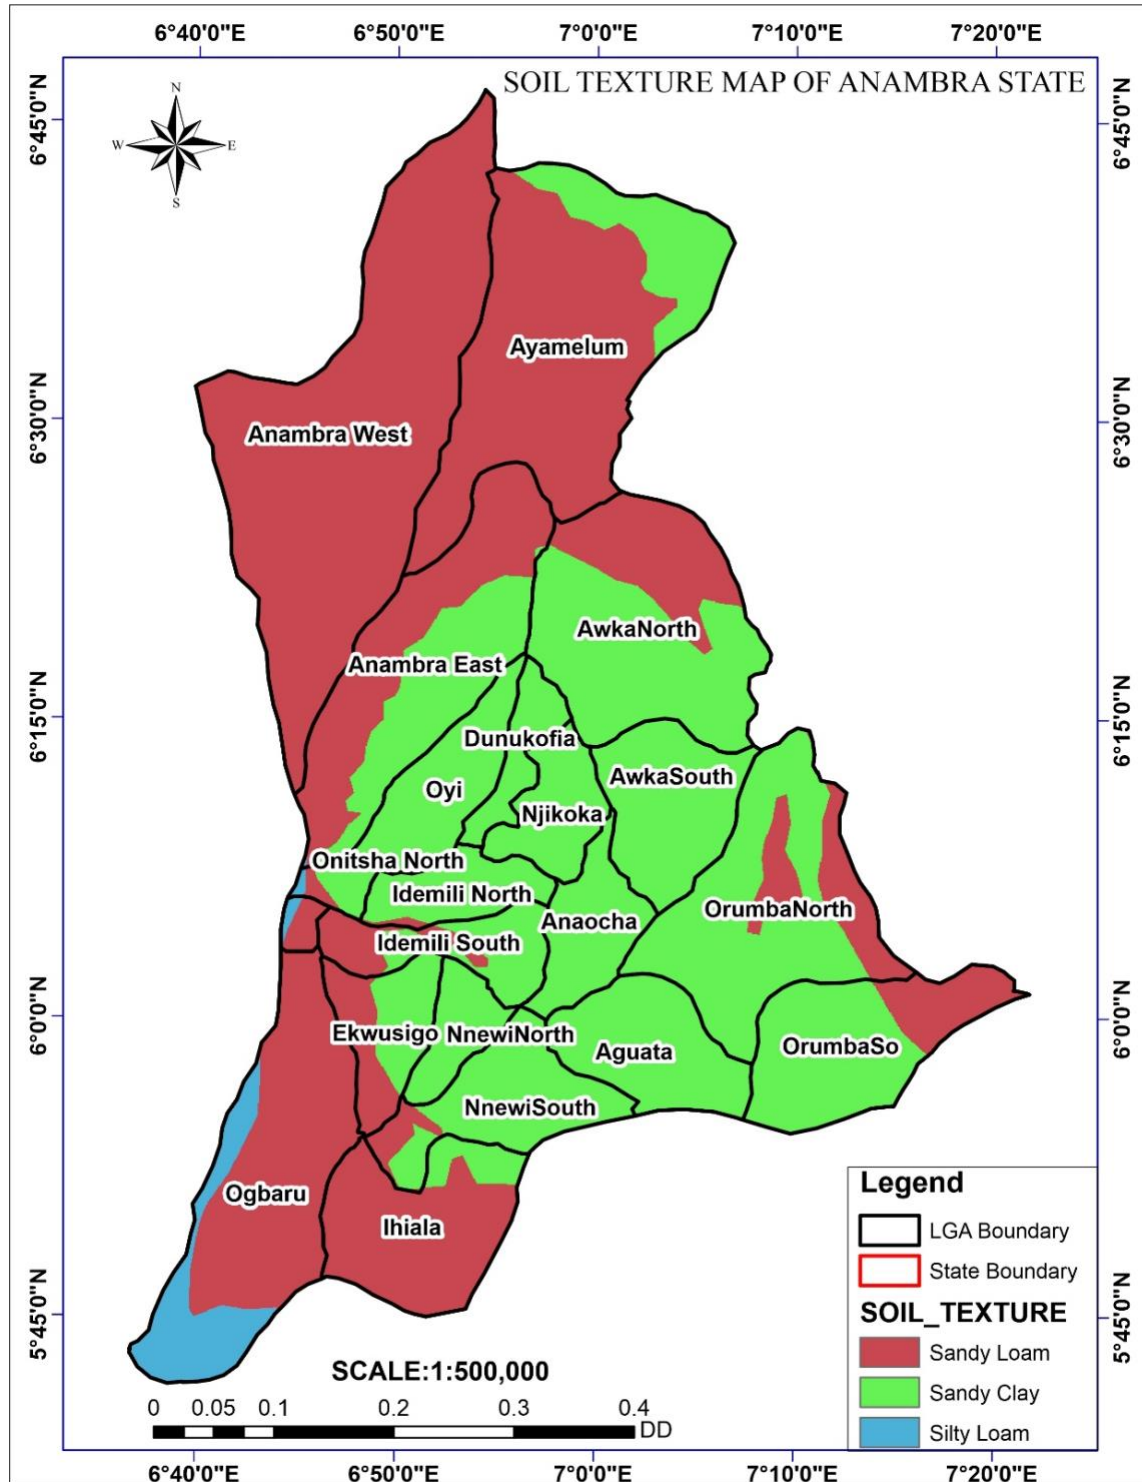 6°40'0"E 6°50'0"E 7°0'0"E 7°10'0"E 7°20'0"E
SOIL TEXTURE MAP OF ANAMBRA STATE
N
W E
S
6°45'0"N 6°45'0"N
Ayamelum
6°30'0"N 6°30'0"N
Anambra West
AwkaNorth
Anambra East
6°15'0"N 6°15'0"N
Dunukofia
AwkaSouth
Oyi
Njikoka
Onitsha North
Idemili North
OrumbaNorth
Anaocha
Idemili South
6°0'0"N 6°0'0"N
Ekwusigo NnewiNorth
OrumbaSo
Aguata
NnewiSouth
Ogbaru
Ihiala
5°45'0"N 5°45'0"N
Legend
LGA Boundary
State Boundary
SOIL_TEXTURE
Sandy Loam
Sandy Clay
Silty Loam
SCALE:1:500,000
0 0.05 0.1 0.2 0.3 0.4
DD
6°40'0"E 6°50'0"E 7°0'0"E 7°10'0"E 7°20'0"E